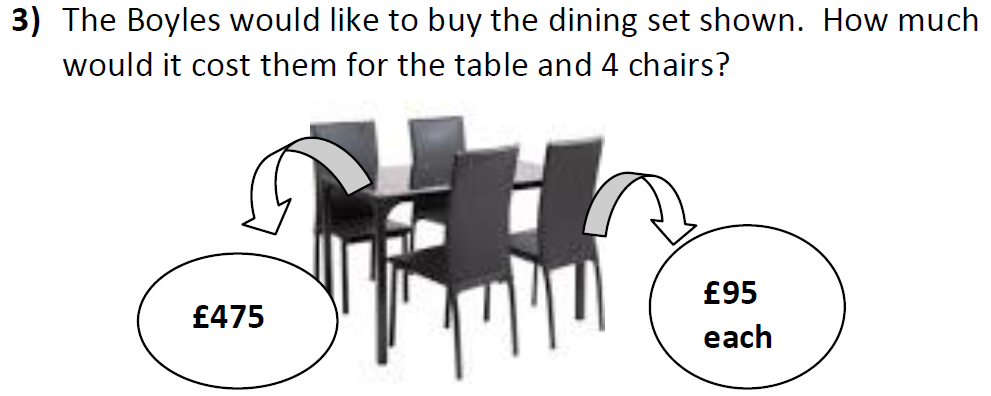 3) The Boyles would like to buy the dining set shown. How much
would it cost them for the table and 4 chairs?
£475
£95
each